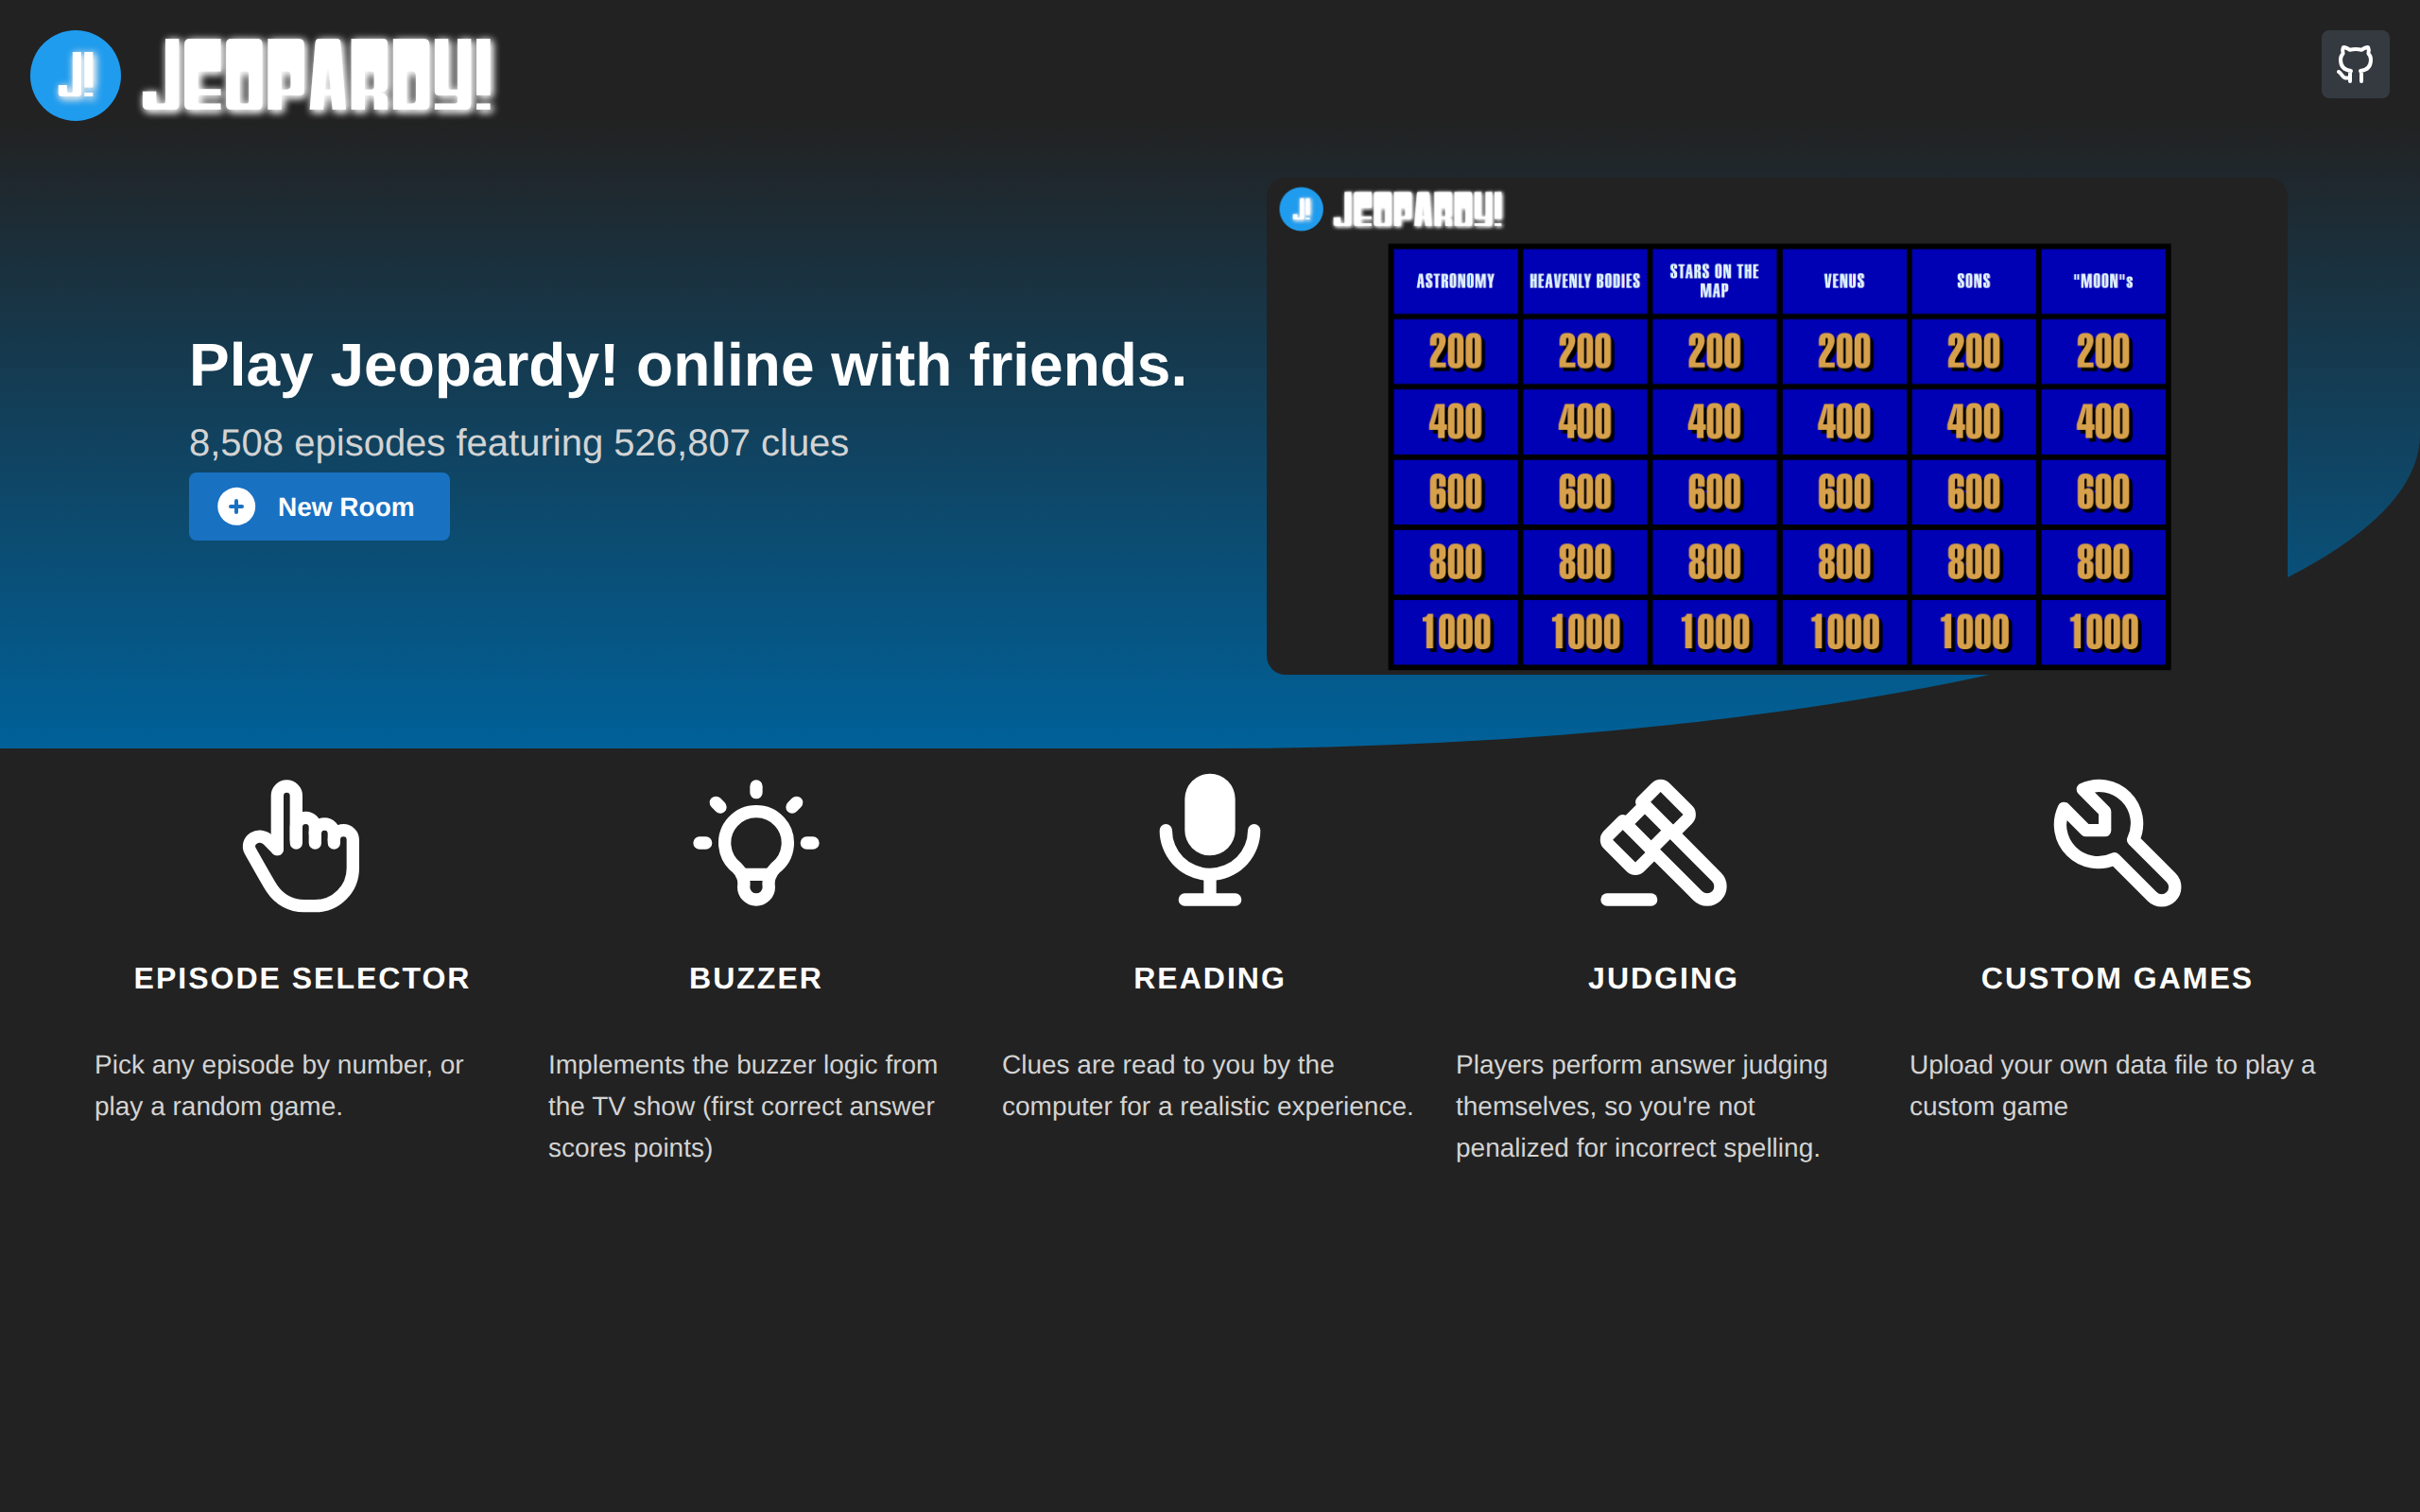 J!
JEOPARDY!
J!
JEOPARDY!
ASTRONOMY
HEAVENLY BODIES
STARS ON THE
MAP
VENUS
SONS
"MOON"s
200 200 200 200 200 200
400 400 400 400 400 400
600 600 600 600 600 600
800 800 800 800 800 800
1000 1000 1000 1000 1000 1000
Play Jeopardy! online with friends.
8,508 episodes featuring 526,807 clues
New Room
EPISODE SELECTOR
Pick any episode by number, or
play a random game.
BUZZER
Implements the buzzer logic from
the TV show (first correct answer
scores points)
READING
Clues are read to you by the
computer for a realistic experience.
JUDGING
Players perform answer judging
themselves, so you're not
penalized for incorrect spelling.
CUSTOM GAMES
Upload your own data file to play a
custom game